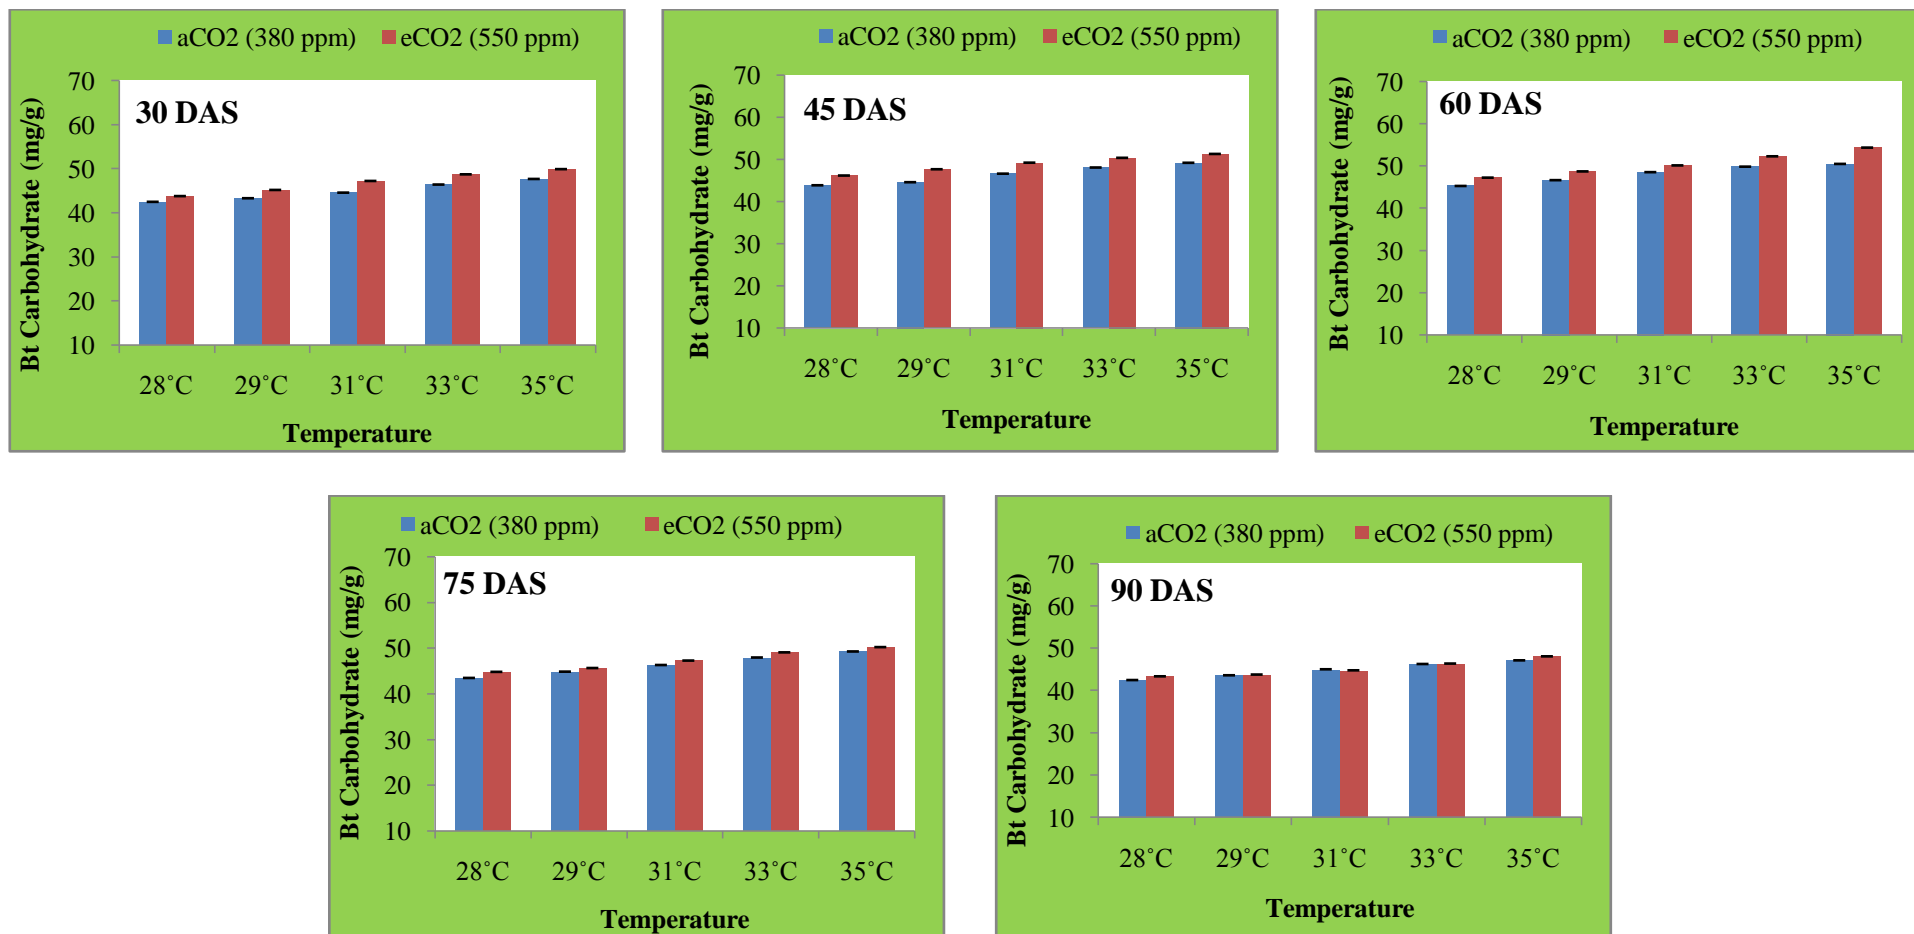 aCO2 (380 ppm) eCO2 (550 ppm)
30 DAS
Bt Carbohydrate (mg/g)
70
60
50
40
30
20
10
28˚C 29˚C 31˚C 33˚C 35˚C
Temperature
aCO2 (380 ppm) eCO2 (550 ppm)
45 DAS
Bt Carbohydrate (mg/g)
70
60
50
40
30
20
10
28˚C 29˚C 31˚C 33˚C 35˚C
Temperature
aCO2 (380 ppm) eCO2 (550 ppm)
60 DAS
Bt Carbohydrate (mg/g)
70
60
50
40
30
20
10
28˚C 29˚C 31˚C 33˚C 35˚C
Temperature
aCO2 (380 ppm) eCO2 (550 ppm)
75 DAS
Bt Carbohydrate (mg/g)
70
60
50
40
30
20
10
28˚C 29˚C 31˚C 33˚C 35˚C
Temperature
aCO2 (380 ppm) eCO2 (550 ppm)
90 DAS
Bt Carbohydrate (mg/g)
70
60
50
40
30
20
10
28˚C 29˚C 31˚C 33˚C 35˚C
Temperature